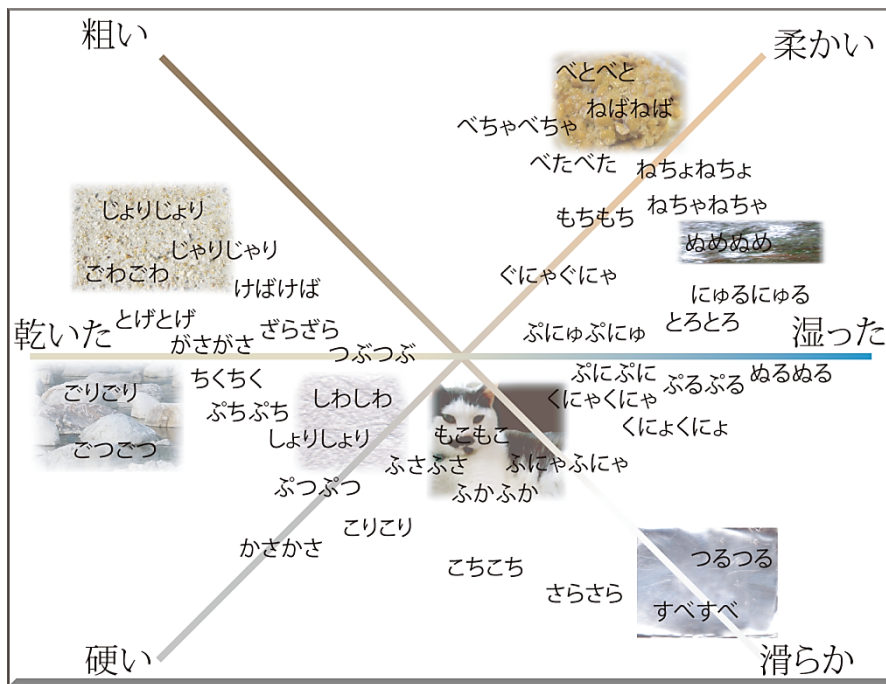 粗い
柔かい
べとべと
ねばねば
べちゃべちゃ
べたべた
ねちょねちょ
ねちゃねちゃ
じょりじょり
もちもち
じゃりじゃり
ぬめぬめ
ごわごわ
ぐにゃぐにゃ
けばけば
にゅるにゅる
とげとげ
ざらざら
ぷにゅぷにゅ
とろとろ
乾いた
がさがさ
つぶつぶ
湿った
ちくちく
ぷにぷに
ぷるぷる
ぬるぬる
ごりごり
ぷちぷち
しわしわ
くにゃくにゃ
しょりしょり
もこもこ
くにょくにょ
ごつごつ
ふさふさ
ふにゃふにゃ
ぷつぷつ
ふかふか
かさかさ
こりこり
こちこち
つるつる
さらさら
すべすべ
硬い
滑らか